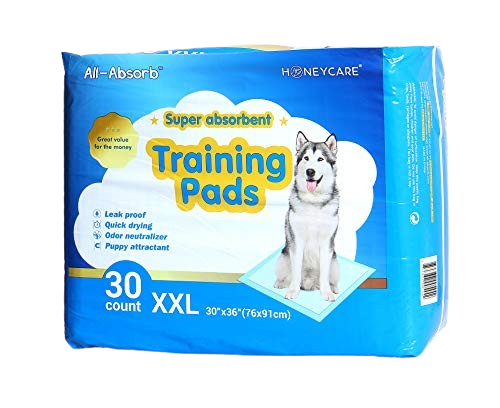 All-Absorb™
HONEYCARE®
Super absorbent
Great value
for the money
Training
Pads
Leak proof
Quick drying
Odor neutralizer
Puppy attractant
30
count
XXL
30"x36"(76x91cm)